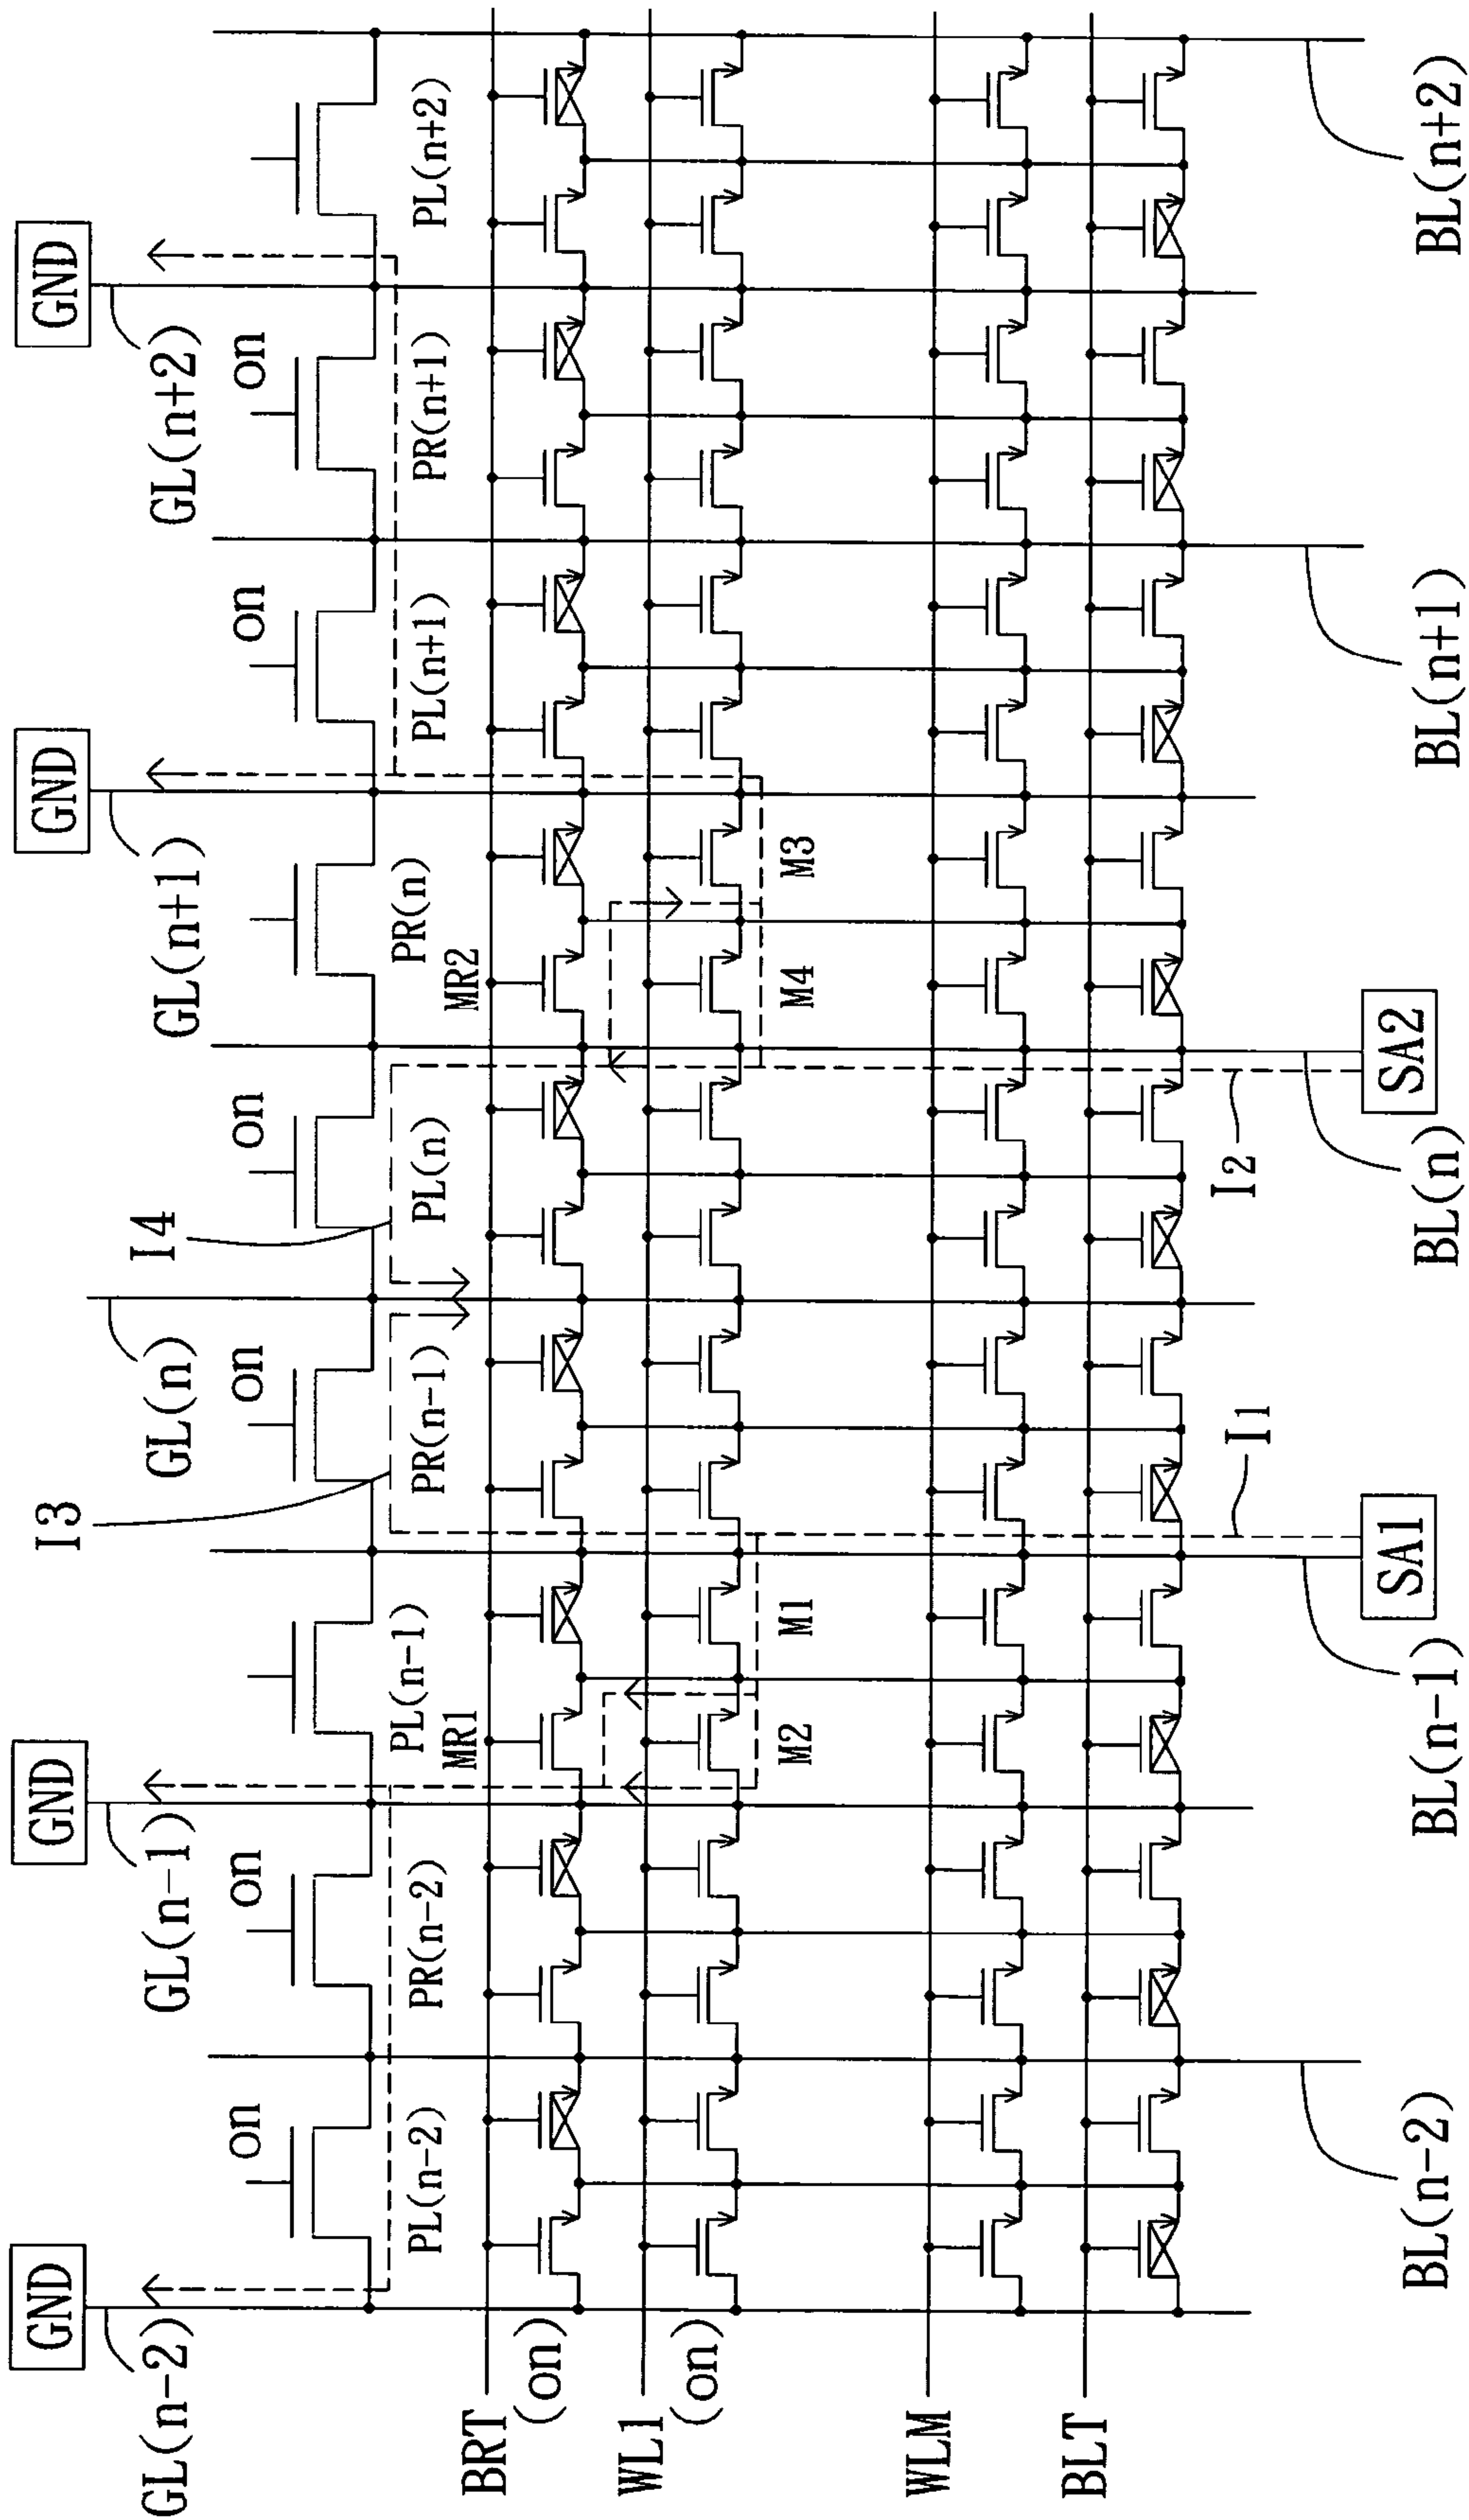 GND
GND
GND
GND
GL(n-2)
GL(n-1)
GL(n)
GL(n+1)
GL(n+2)
I3
I4
on
on
on
on
on
on
PL(n-2)
PR(n-2)
PL(n-1)
PR(n-1)
PL(n)
PR(n)
PL(n+1)
PR(n+1)
PL(n+2)
MR1
MR2
BRT
(on)
WL1
(on)
M2
M1
M4
M3
WLM
BLT
I1
I2
SA1
SA2
BL(n-2)
BL(n-1)
BL(n)
BL(n+1)
BL(n+2)